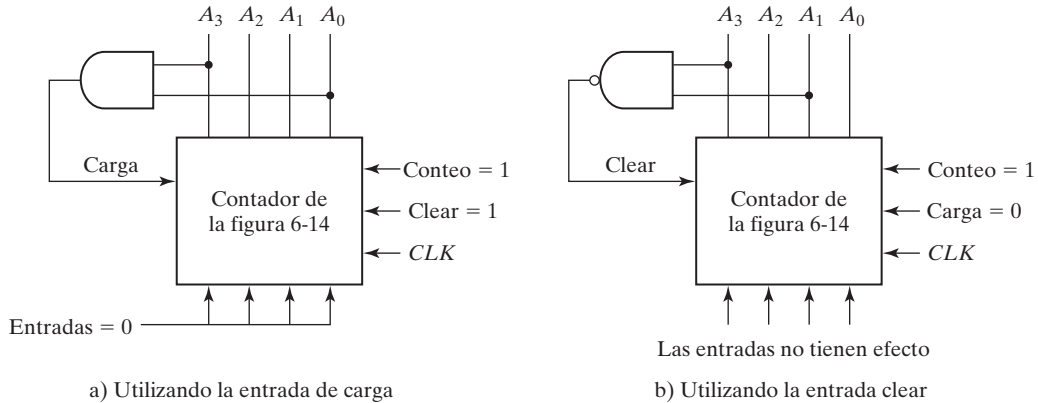 A3 A2 A1 A0
Carga
Contador de
la figura 6-14
Conteo = 1
Clear = 1
CLK
Entradas = 0
a) Utilizando la entrada de carga
A3 A2 A1 A0
Clear
Contador de
la figura 6-14
Conteo = 1
Carga = 0
CLK
Las entradas no tienen efecto
b) Utilizando la entrada clear